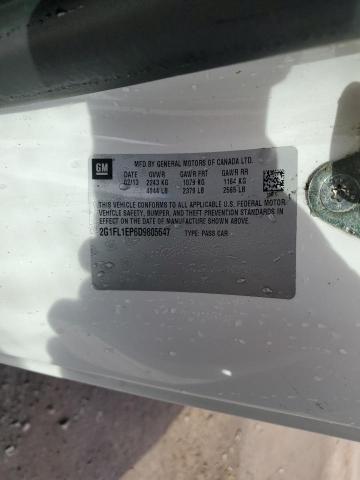 GM
MFD BY GENERAL MOTORS OF CANADA LTD.
DATE GVWR GAWR FRT GAWR RR
02/13 2243 KG 1079 KG 1164 KG
4944 LB 2379 LB 2565 LB
THIS VEHICLE CONFORMS TO ALL APPLICABLE U.S. FEDERAL MOTOR
VEHICLE SAFETY, BUMPER, AND THEFT PREVENTION STANDARDS
IN EFFECT ON THE DATE OF MANUFACTURE SHOWN ABOVE.
2G1FL1EP6D9805647 TYPE: PASS CAR